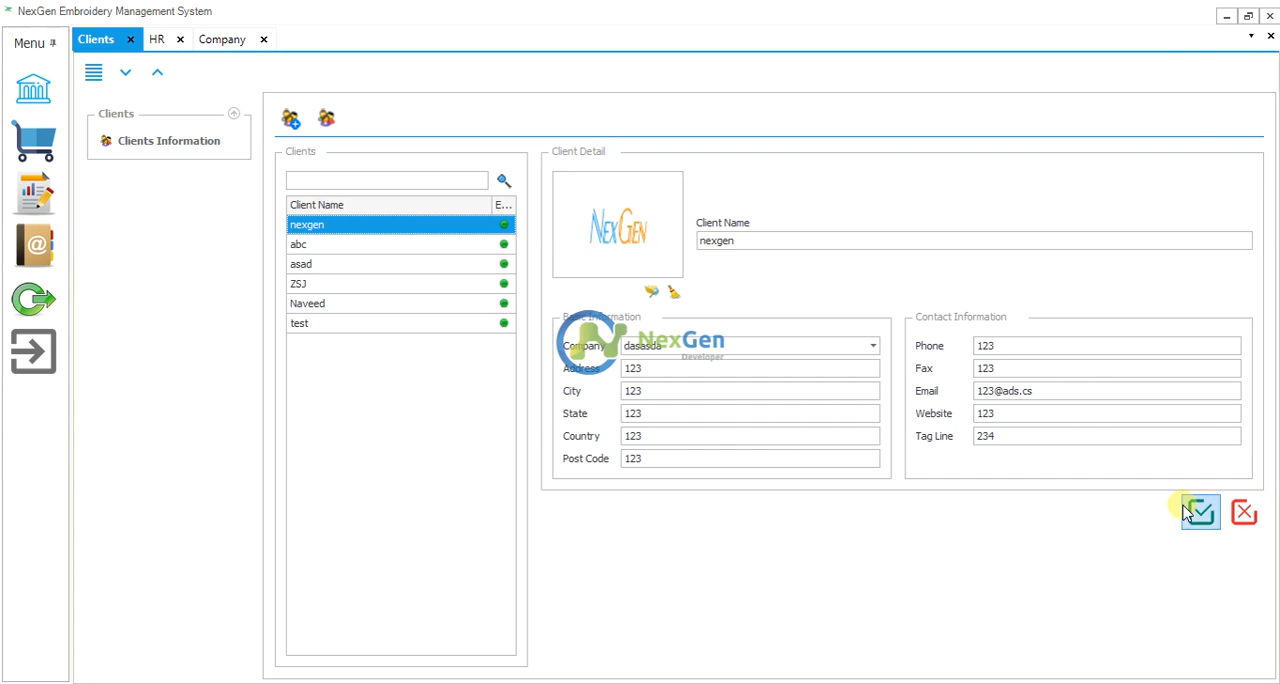 NexGen Embroidery Management System
Menu
Clients
HR
Company
Clients
Clients Information
Clients
Client Name E...
nexgen
abc
asad
ZSJ
Naveed
test
Client Detail
NEXGEN
Client Name
nexgen
Basic Information
Company dasasda
Address 123
City 123
State 123
Country 123
Post Code 123
NexGen
Developer
Contact Information
Phone 123
Fax 123
Email 123@ads.cs
Website 123
Tag Line 234